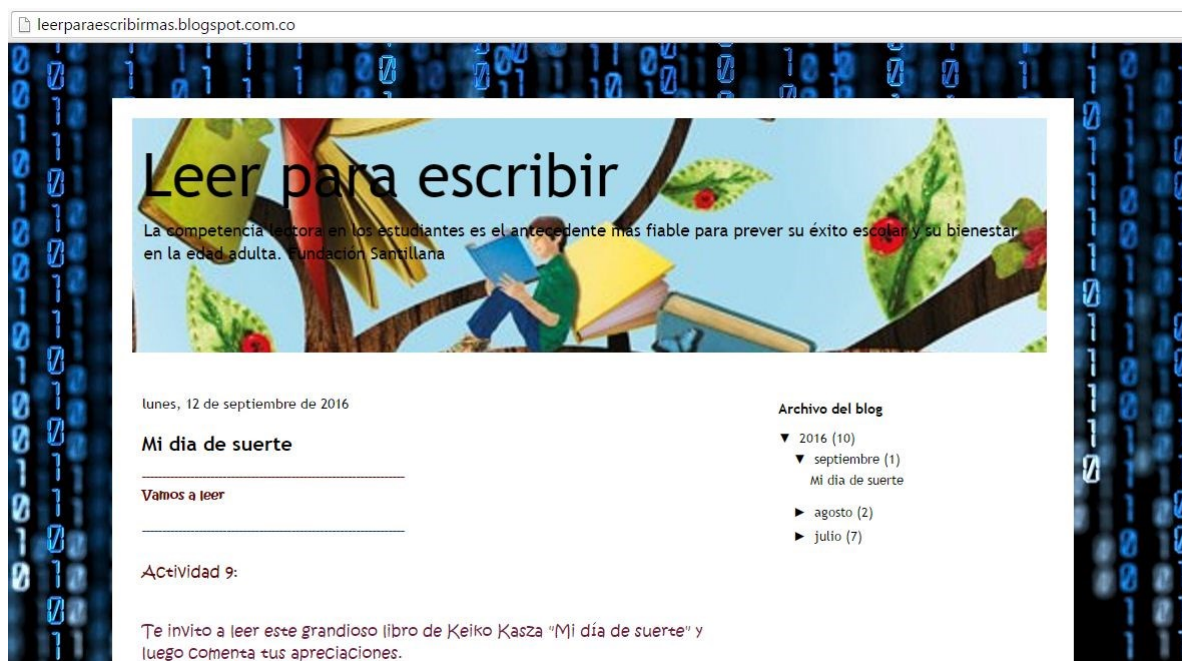 leerparaescribirmas.blogspot.com.co
Leer para escribir
La competencia lectora en los estudiantes es el antecedente más fiable para prever su éxito escolar y su bienestar
en la edad adulta. Fundación Santillana
lunes, 12 de septiembre de 2016
Mi dia de suerte
Vamos a leer
Actividad 9:
Te invito a leer este grandioso libro de Keiko Kasza "Mi día de suerte" y
luego comenta tus apreciaciones.
Archivo del blog
▼ 2016 (10)
▼ septiembre (1)
Mi dia de suerte
► agosto (2)
► julio (7)